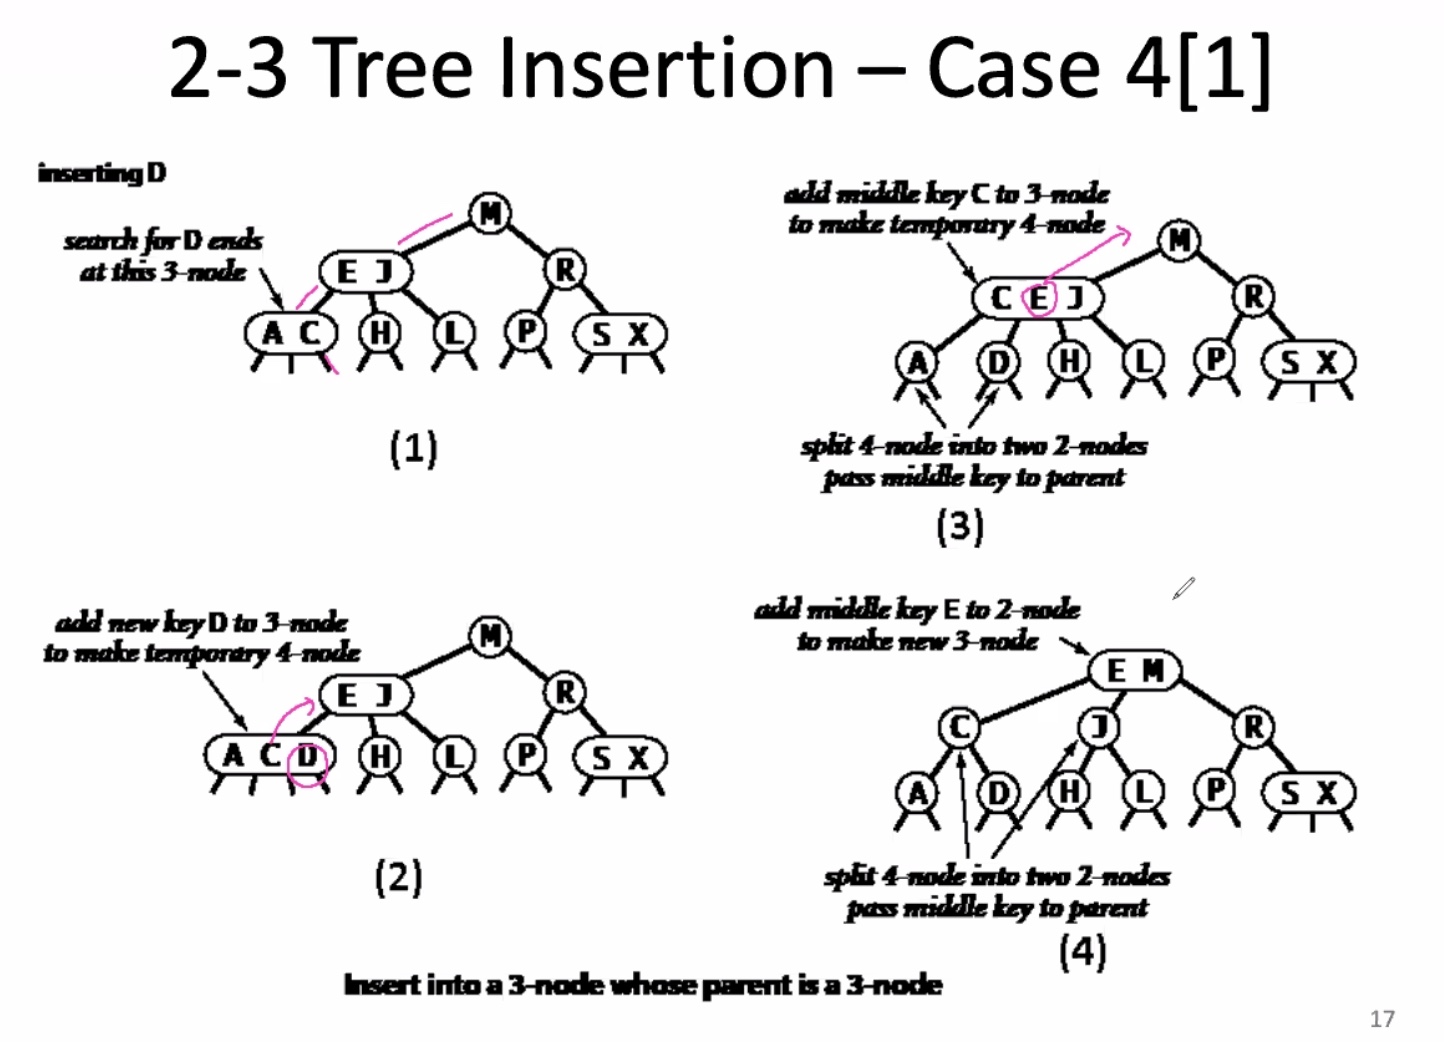 2-3 Tree Insertion – Case 4[1]
inserting D
search for D ends
at this 3-node
M
E J
R
A C
H
L
P
S X
(1)
add new key D to 3-node
to make temporary 4-node
M
E J
R
A C D
H
L
P
S X
(2)
add middle key C to 3-node
to make temporary 4-node
M
C E J
R
A
D
H
L
P
S X
split 4-node into two 2-nodes
pass middle key to parent
(3)
add middle key E to 2-node
to make new 3-node
E M
C
J
R
A
D
H
L
P
S X
split 4-node into two 2-nodes
pass middle key to parent
(4)
Insert into a 3-node whose parent is a 3-node
17